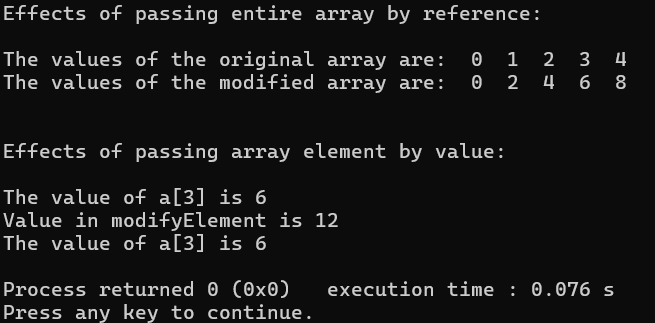 Effects of passing entire array by reference:
The values of the original array are:  0  1  2  3  4
The values of the modified array are:  0  2  4  6  8
Effects of passing array element by value:
The value of a[3] is 6
Value in modifyElement is 12
The value of a[3] is 6
Process returned 0 (0x0)   execution time : 0.076 s
Press any key to continue.